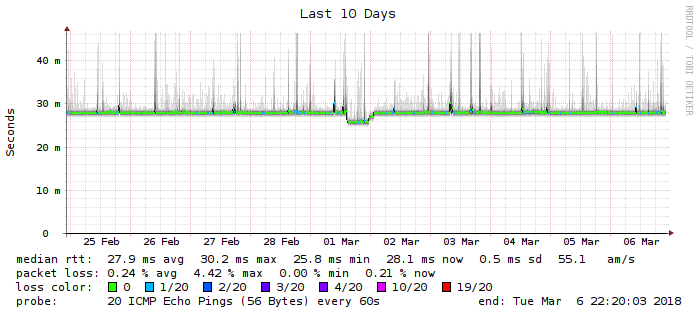 Last 10 Days
RRDTOOL / TOBI OETIKER
Seconds
40 m
30 m
20 m
10 m
0
25 Feb 26 Feb 27 Feb 28 Feb 01 Mar 02 Mar 03 Mar 04 Mar 05 Mar 06 Mar
median rtt: 27.9 ms avg 30.2 ms max 25.8 ms min 28.1 ms now 0.5 ms sd 55.1 am/s
packet loss: 0.24 % avg 4.42 % max 0.00 % min 0.21 % now
loss color: 0 1/20 2/20 3/20 4/20 10/20 19/20
probe: 20 ICMP Echo Pings (56 Bytes) every 60s end: Tue Mar 6 22:20:03 2018